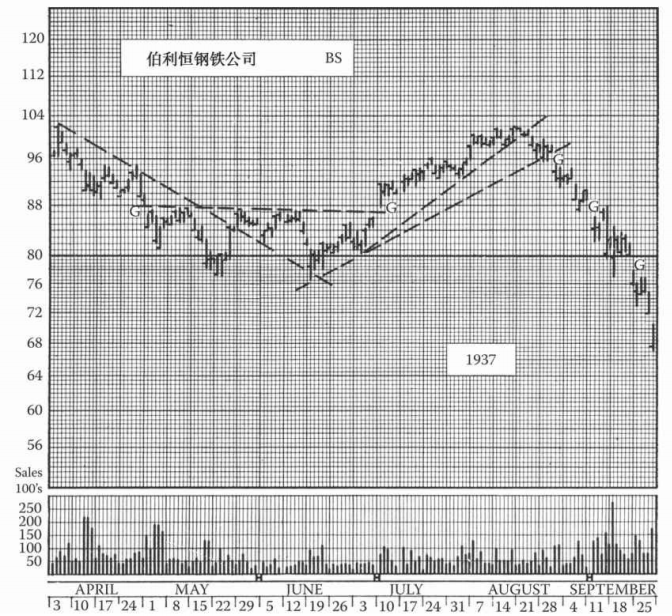 120
伯利恒钢铁公司 BS
112
104
96
G
88
G
G
G
80
G
76
72
68
1937
64
60
56
Sales
100's
250
200
150
100
50
APRIL MAY JUNE JULY AUGUST SEPTEMBER
3 10 17 24 1 8 15 22 29 5 12 19 26 3 10 17 24 31 7 14 21 28 4 11 18 25